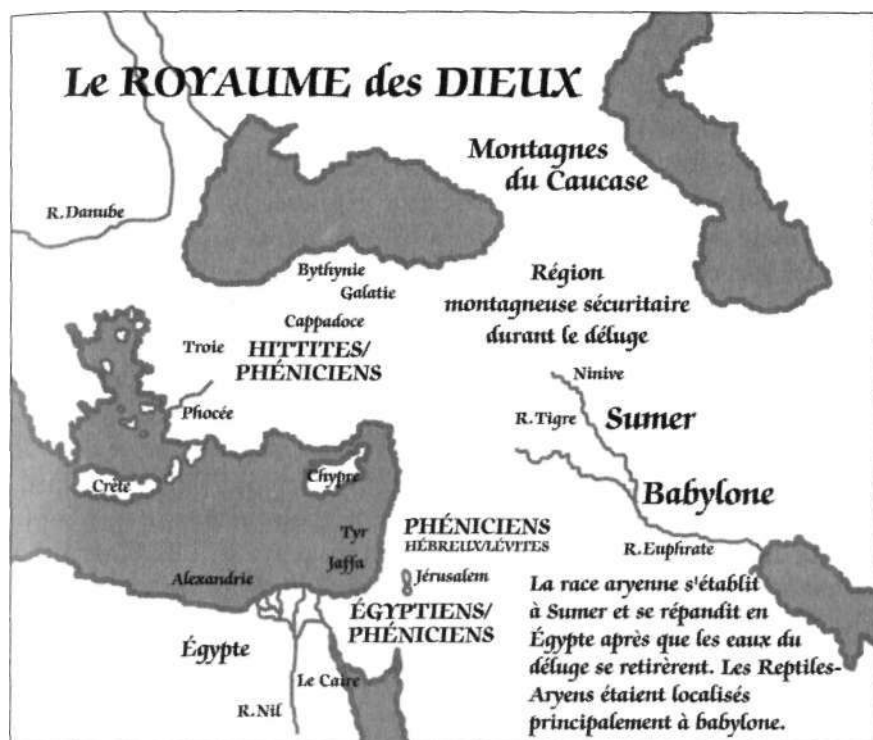 Le ROYAUME des DIEUX
Montagnes
du Caucase
R.Danube
Bythynie
Galatie
Cappadoce
Région
montagneuse sécuritaire
durant le déluge
Troie
HITTITES/
PHÉNICIENS
Phocée
Ninive
R.Tigre
Sumer
Crète
Chypre
Babylone
Tyr
Jaffa
PHÉNICIENS
HÉBREUX/LÉVITES
R.Euphrate
Alexandrie
Jérusalem
ÉGYPTIENS/
PHÉNICIENS
Égypte
Le Caire
R.Nil
La race aryenne s'établit
à Sumer et se répandit en
Égypte après que les eaux du
déluge se retirèrent. Les Reptiles-
Aryens étaient localisés
principalement à babylone.